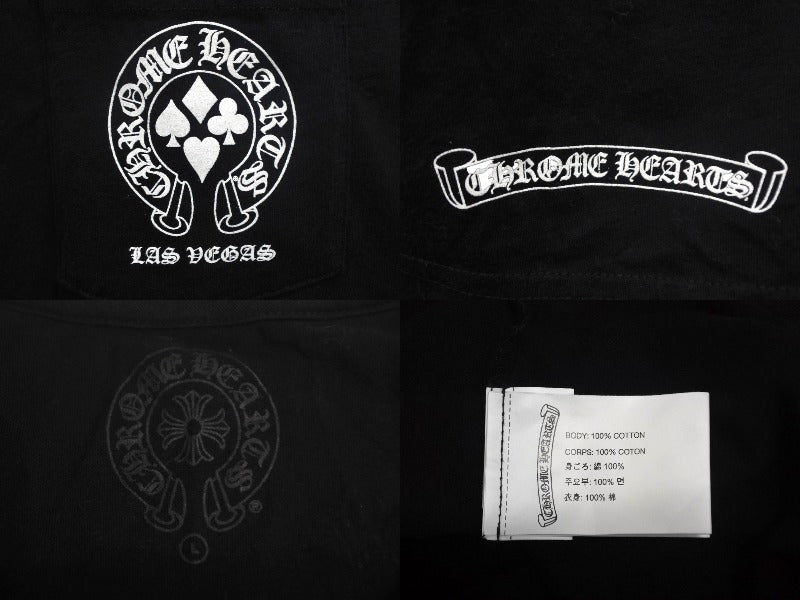 CHROME HEARTS
®
LAS VEGAS
CHROME HEARTS
CHROME HEARTS
®
L
CHROME HEARTS
BODY: 100% COTTON
CORPS: 100% COTON
身ごろ: 綿 100%
주요부: 100% 면
衣身: 100% 棉